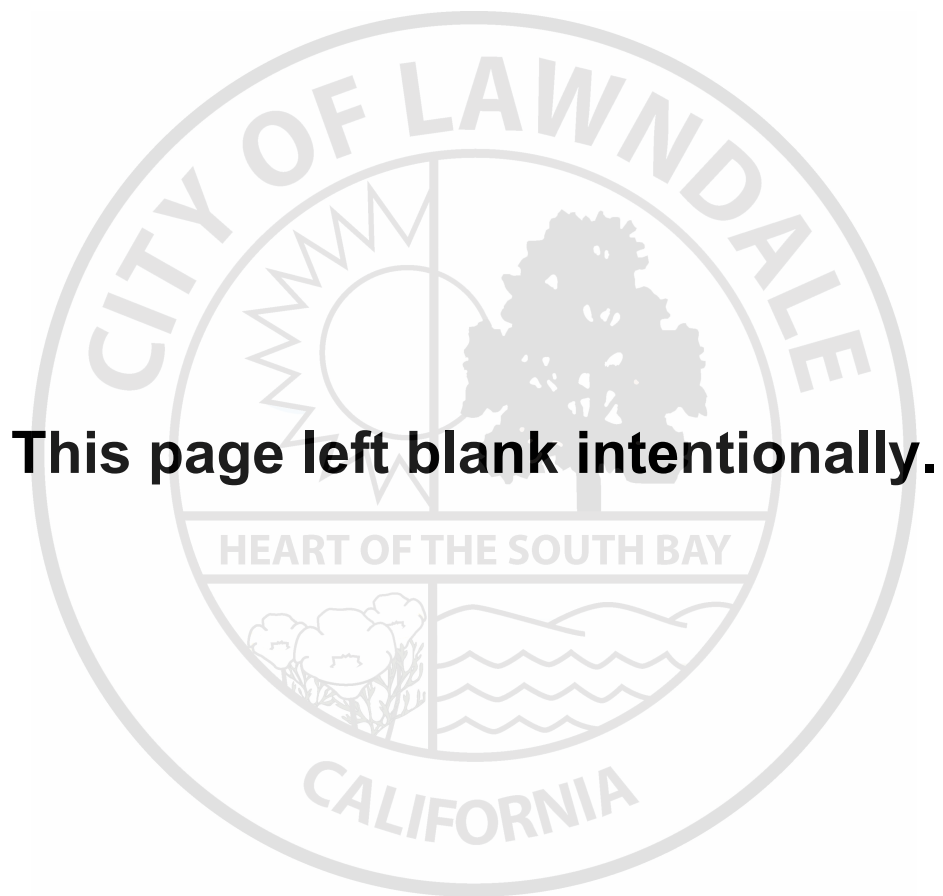 CITY OF LAWNDALE
This page left blank intentionally.
HEART OF THE SOUTH BAY
CALIFORNIA